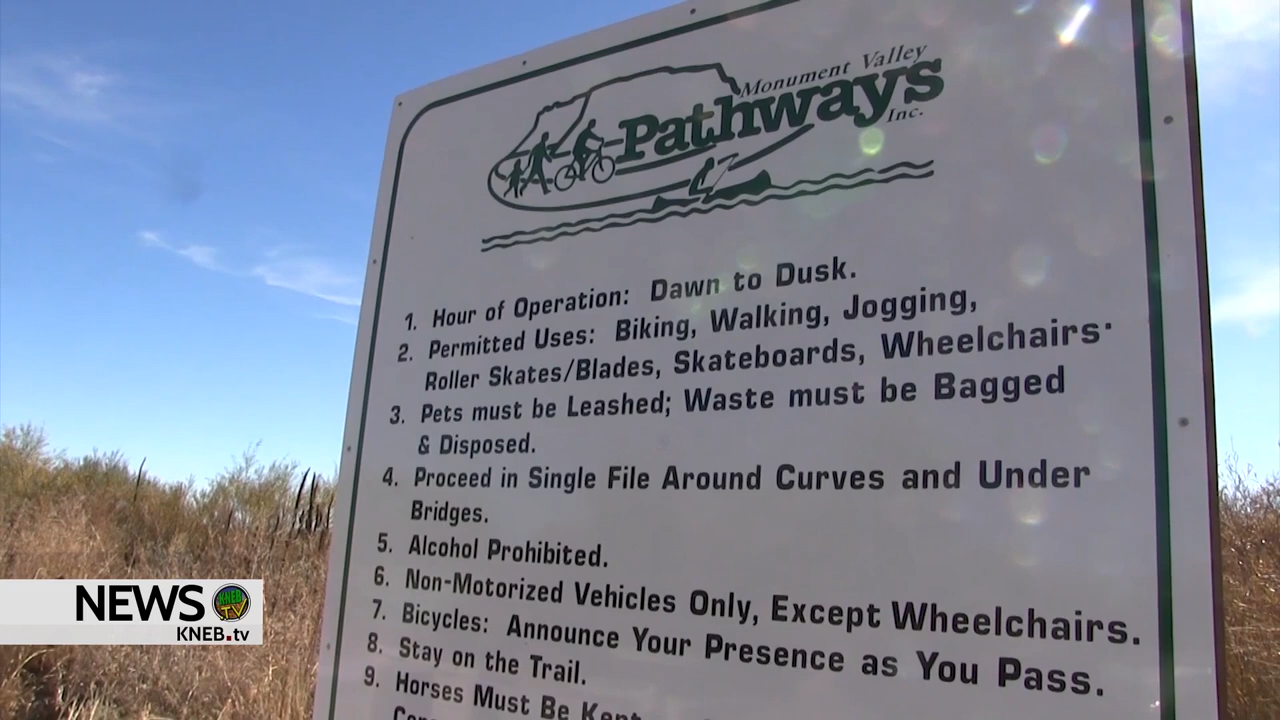 Monument Valley
Pathways
Inc.
1. Hour of Operation: Dawn to Dusk.
2. Permitted Uses: Biking, Walking, Jogging,
Roller Skates/Blades, Skateboards, Wheelchairs.
3. Pets must be Leashed; Waste must be Bagged
& Disposed.
4. Proceed in Single File Around Curves and Under
Bridges.
5. Alcohol Prohibited.
6. Non-Motorized Vehicles Only, Except Wheelchairs.
7. Bicycles: Announce Your Presence as You Pass.
8. Stay on the Trail.
9. Horses Must Be Kept
NEWS KNEB TV
KNEB.tv